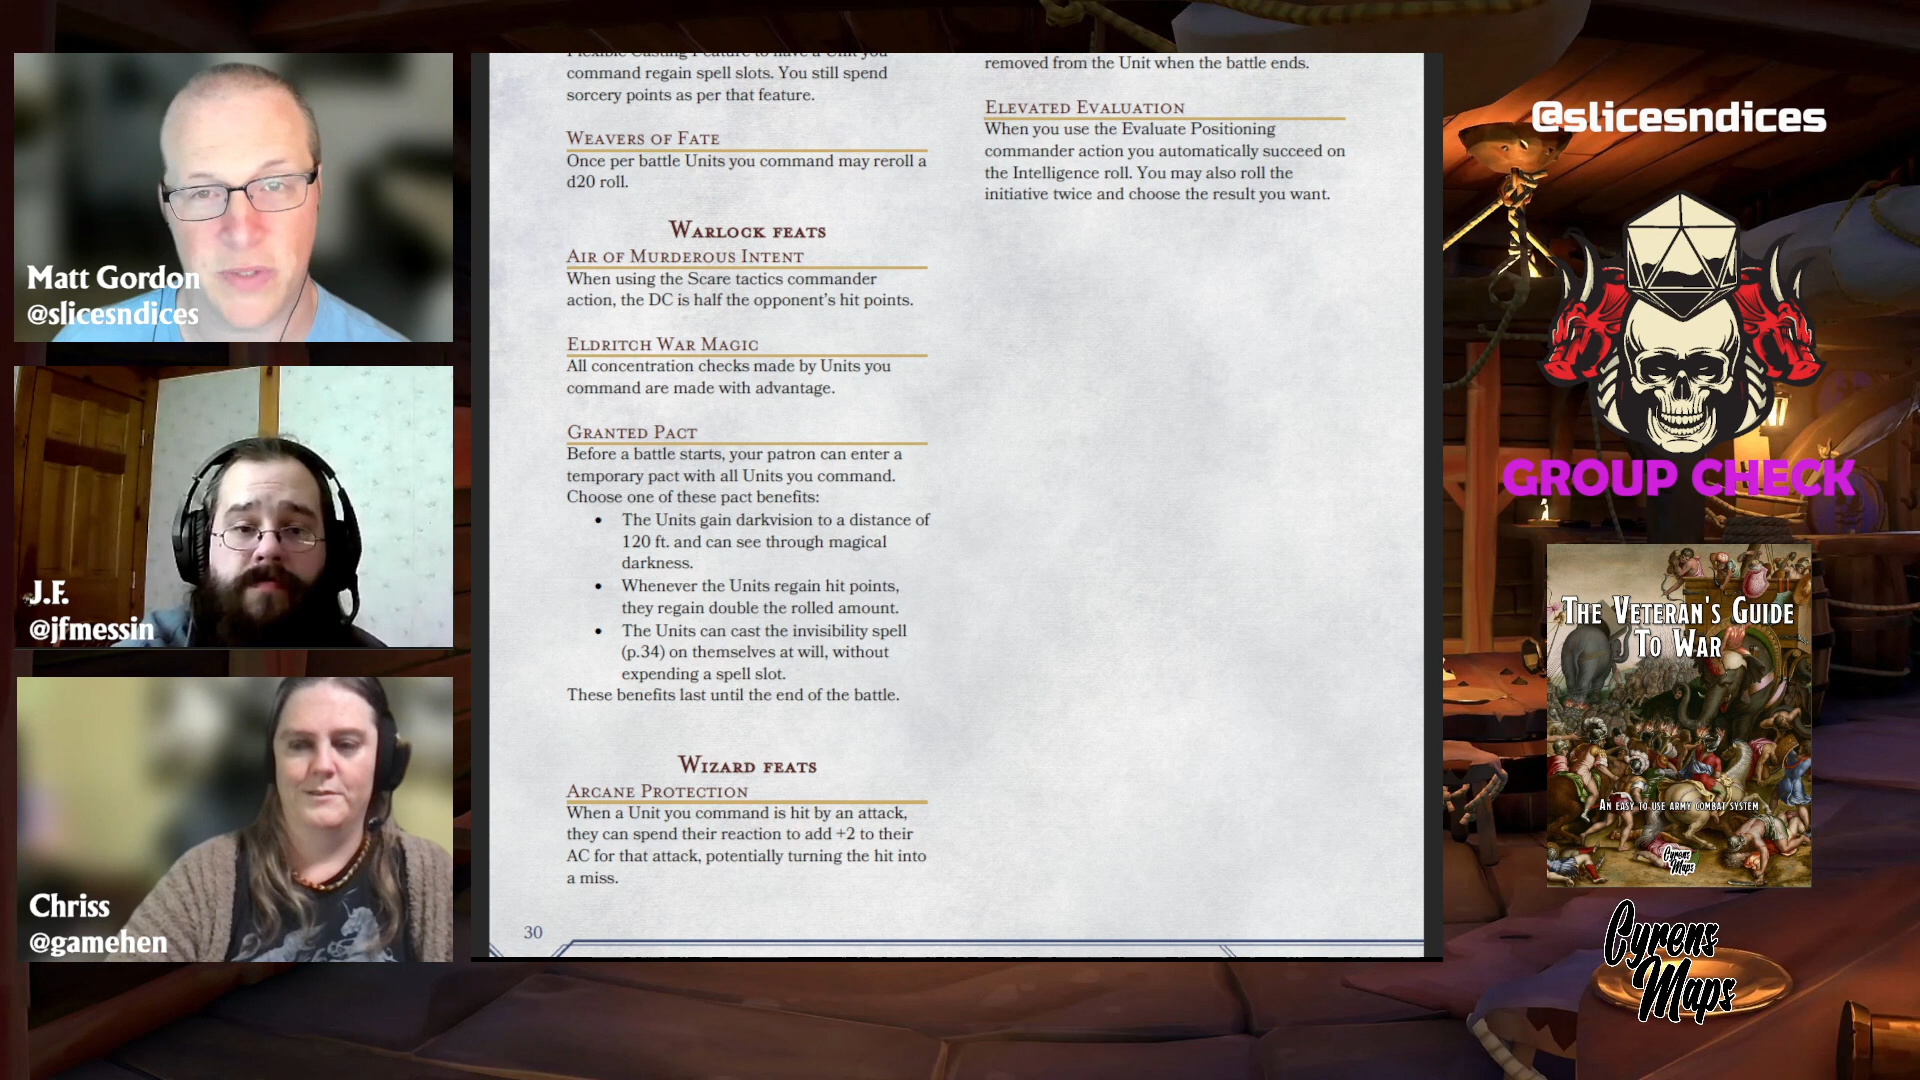 Matt Gordon
@slicesndices
J.F.
@jfmessin
Chriss
@gamehen
Flexible Casting Feature to have a Unit you
command regain spell slots. You still spend
sorcery points as per that feature.
Weavers of Fate
Once per battle Units you command may reroll a
d20 roll.
Warlock feats
Air of Murderous Intent
When using the Scare tactics commander
action, the DC is half the opponent's hit points.
Eldritch War Magic
All concentration checks made by Units you
command are made with advantage.
Granted Pact
Before a battle starts, your patron can enter a
temporary pact with all Units you command.
Choose one of these pact benefits:
• The Units gain darkvision to a distance of
120 ft. and can see through magical
darkness.
• Whenever the Units regain hit points,
they regain double the rolled amount.
• The Units can cast the invisibility spell
(p.34) on themselves at will, without
expending a spell slot.
These benefits last until the end of the battle.
Wizard feats
Arcane Protection
When a Unit you command is hit by an attack,
they can spend their reaction to add +2 to their
AC for that attack, potentially turning the hit into
a miss.
30
removed from the Unit when the battle ends.
Elevated Evaluation
When you use the Evaluate Positioning
commander action you automatically succeed on
the Intelligence roll. You may also roll the
initiative twice and choose the result you want.
@slicesndices
GROUP CHECK
The Veteran's Guide
To War
An easy to use army combat system
Cyrens
Maps
Cyrens
Maps